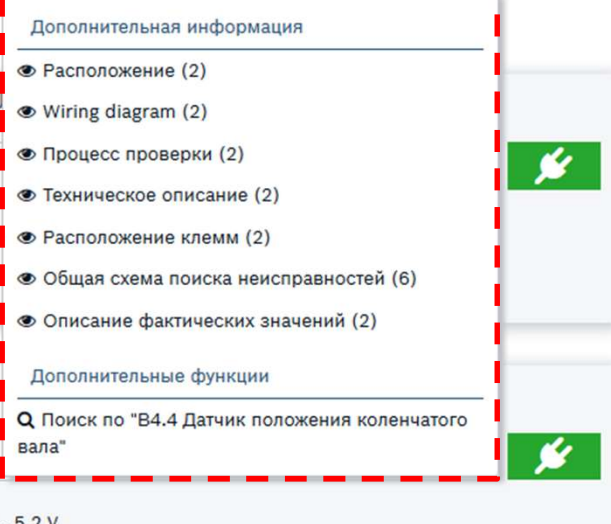 Дополнительная информация
Расположение (2)
Wiring diagram (2)
Процесс проверки (2)
Техническое описание (2)
Расположение клемм (2)
Общая схема поиска неисправностей (6)
Описание фактических значений (2)
Дополнительные функции
Поиск по "B4.4 Датчик положения коленчатого
вала"
5.2 V